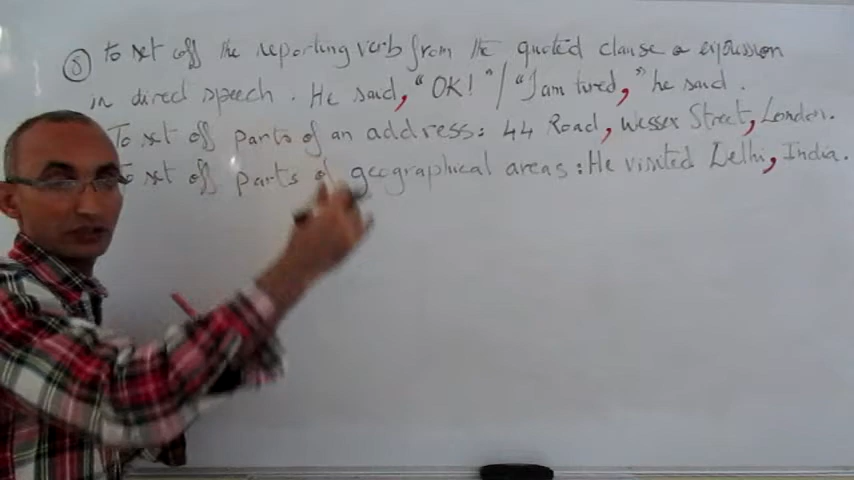 ⑧ to set off the reporting verb from the quoted clause or expression
in direct speech. He said, "OK!" / "I am tired," he said.
To set off parts of an address: 44 Road, Wesser Street, London.
To set off parts of geographical areas: He visited Delhi, India.